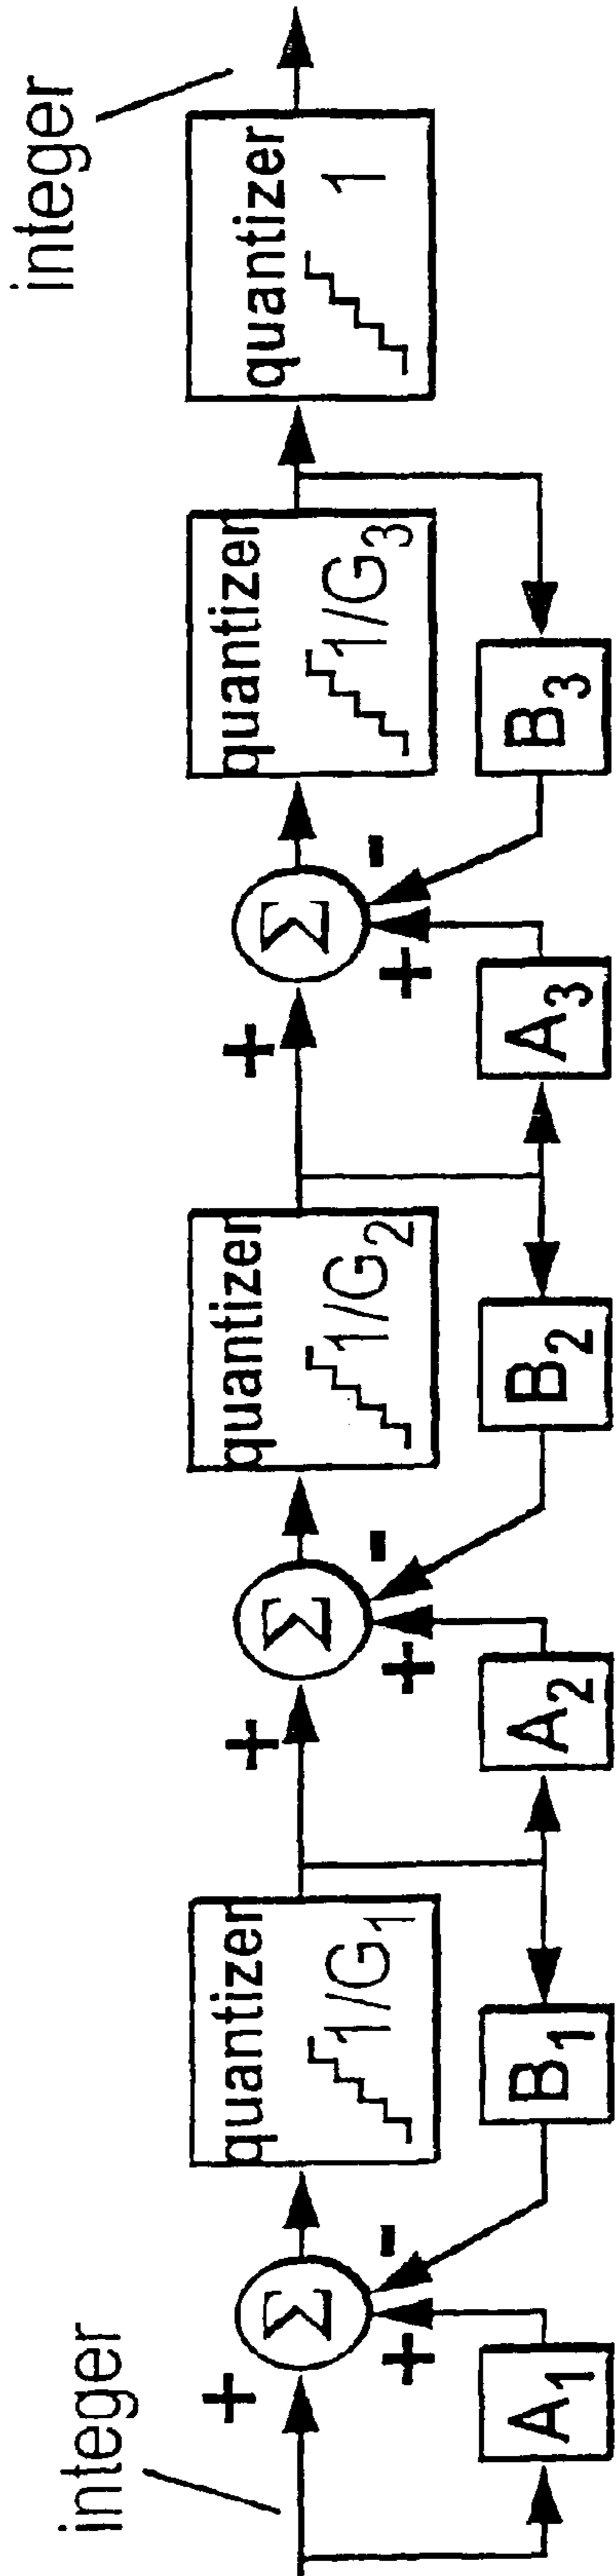 integer
+
Σ
+
-
A1
quantizer
1/G1
B1
+
Σ
+
-
A2
quantizer
1/G2
B2
+
Σ
+
-
A3
quantizer
1/G3
B3
quantizer
1
integer